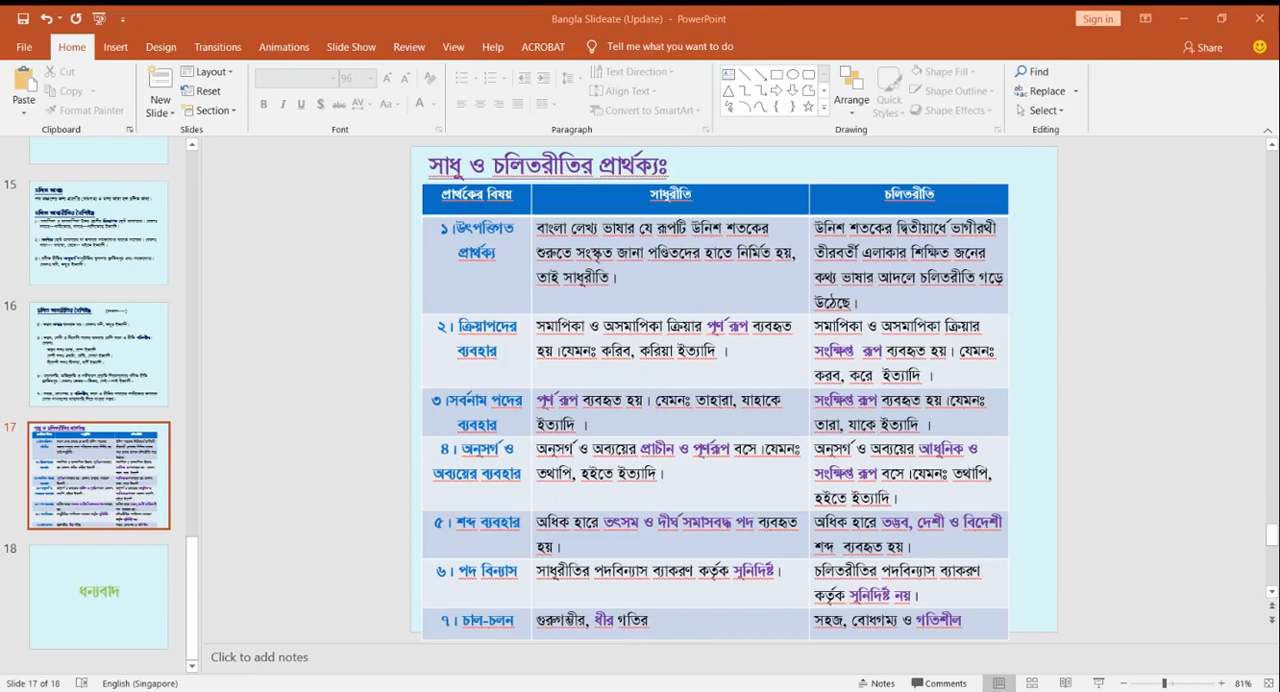 Bangla Slideate (Update) - PowerPoint
Sign in
File Home Insert Design Transitions Animations Slide Show Review View Help ACROBAT Tell me what you want to do
Share
Paste
Cut
Copy
Format Painter
Clipboard
New Slide
Layout
Reset
Section
Slides
96
Font
Text Direction
Align Text
Convert to SmartArt
Paragraph
Arrange
Quick Styles
Shape Fill
Shape Outline
Shape Effects
Drawing
Find
Replace
Select
Editing
15
16
17
18
ধন্যবাদ
সাধু ও চলিতরীতির প্রার্থক্যঃ
প্রার্থকের বিষয় সাধুরীতি চলিতরীতি
১।উৎপত্তিগত
প্রার্থক্য
বাংলা লেখ্য ভাষার যে রূপটি উনিশ শতকের
শুরুতে সংস্কৃত জানা পণ্ডিতদের হাতে নির্মিত হয়,
তাই সাধুরীতি।
উনিশ শতকের দ্বিতীয়ার্ধে ভাগীরথী
তীরবর্তী এলাকার শিক্ষিত জনের
কথ্য ভাষার আদলে চলিতরীতি গড়ে
উঠেছে।
২। ক্রিয়াপদের
ব্যবহার
সমাপিকা ও অসমাপিকা ক্রিয়ার পূর্ণ রূপ ব্যবহৃত
হয়।যেমনঃ করিব, করিয়া ইত্যাদি ।
সমাপিকা ও অসমাপিকা ক্রিয়ার
সংক্ষিপ্ত রূপ ব্যবহৃত হয়। যেমনঃ
করব, করে ইত্যাদি ।
৩।সর্বনাম পদের
ব্যবহার
পূর্ণ রূপ ব্যবহৃত হয়। যেমনঃ তাহারা, যাহাকে
ইত্যাদি ।
সংক্ষিপ্ত রূপ ব্যবহৃত হয়।যেমনঃ
তারা, যাকে ইত্যাদি ।
৪। অনুসর্গ ও
অব্যয়ের ব্যবহার
অনুসর্গ ও অব্যয়ের প্রাচীন ও পূর্ণরূপ বসে।যেমনঃ
তথাপি, হইতে ইত্যাদি।
অনুসর্গ ও অব্যয়ের আধুনিক ও
সংক্ষিপ্ত রূপ বসে।যেমনঃ তথাপি,
হইতে ইত্যাদি।
৫। শব্দ ব্যবহার
অধিক হারে তৎসম ও দীর্ঘ সমাসবদ্ধ পদ ব্যবহৃত
হয়।
অধিক হারে তদ্ভব, দেশী ও বিদেশী
শব্দ ব্যবহৃত হয়।
৬। পদ বিন্যাস
সাধুরীতির পদবিন্যাস ব্যাকরণ কর্তৃক সুনিদির্ষ্ট।
চলিতরীতির পদবিন্যাস ব্যাকরণ
কর্তৃক সুনির্দিষ্ট নয়।
৭। চাল-চলন
গুরুগম্ভীর, ধীর গতির
সহজ, বোধগম্য ও গতিশীল
Click to add notes
Slide 17 of 18 English (Singapore) Notes Comments 81%